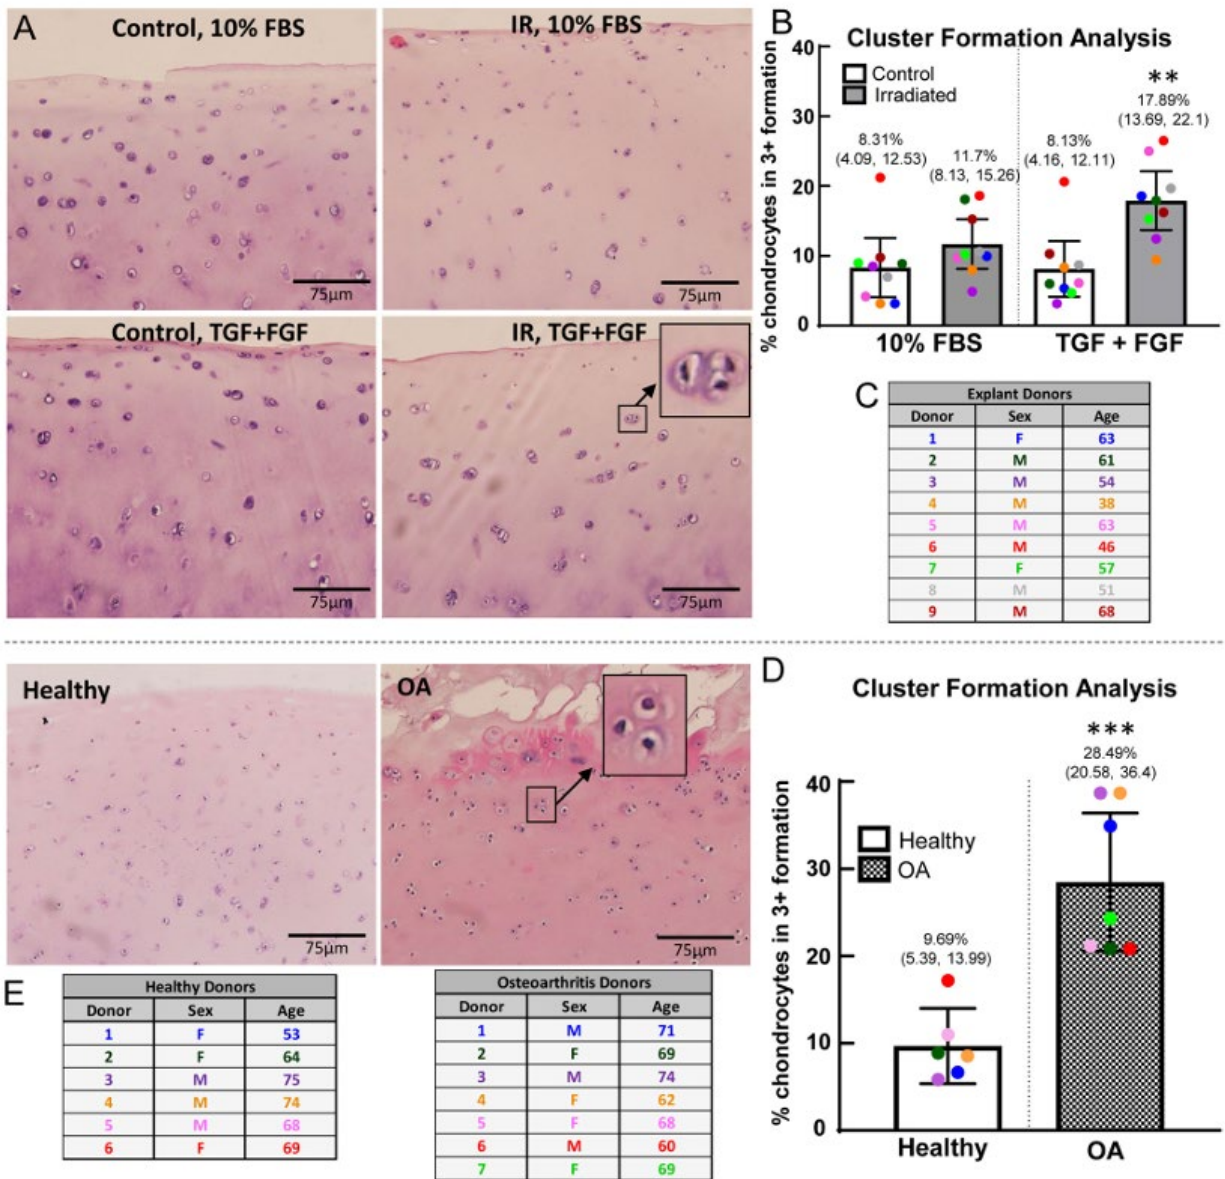 A
Control, 10% FBS
IR, 10% FBS
75μm
75μm
Control, TGF+FGF
IR, TGF+FGF
75μm
75μm
B
Cluster Formation Analysis
Control
Irradiated
% chondrocytes in 3+ formation
40
30
20
10
0
8.31%
(4.09, 12.53)
11.7%
(8.13, 15.26)
8.13%
(4.16, 12.11)
**
17.89%
(13.69, 22.1)
10% FBS
TGF + FGF
C
Explant Donors
Donor Sex Age
1 F 63
2 M 61
3 M 54
4 M 38
5 M 63
6 M 46
7 F 57
8 M 51
9 M 68
Healthy
OA
75μm
75μm
D
Cluster Formation Analysis
Healthy
OA
% chondrocytes in 3+ formation
40
30
20
10
0
9.69%
(5.39, 13.99)
***
28.49%
(20.58, 36.4)
Healthy
OA
E
Healthy Donors
Donor Sex Age
1 F 53
2 F 64
3 M 75
4 M 74
5 M 68
6 F 69
Osteoarthritis Donors
Donor Sex Age
1 M 71
2 F 69
3 M 74
4 F 62
5 F 68
6 M 60
7 F 69